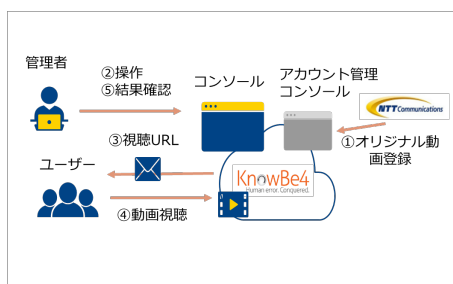 管理者
②操作
⑤結果確認
コンソール
アカウント管理
コンソール
NTT Communications
①オリジナル動
画登録
③視聴URL
ユーザー
KnowBe4
Human error. Conquered.
④動画視聴